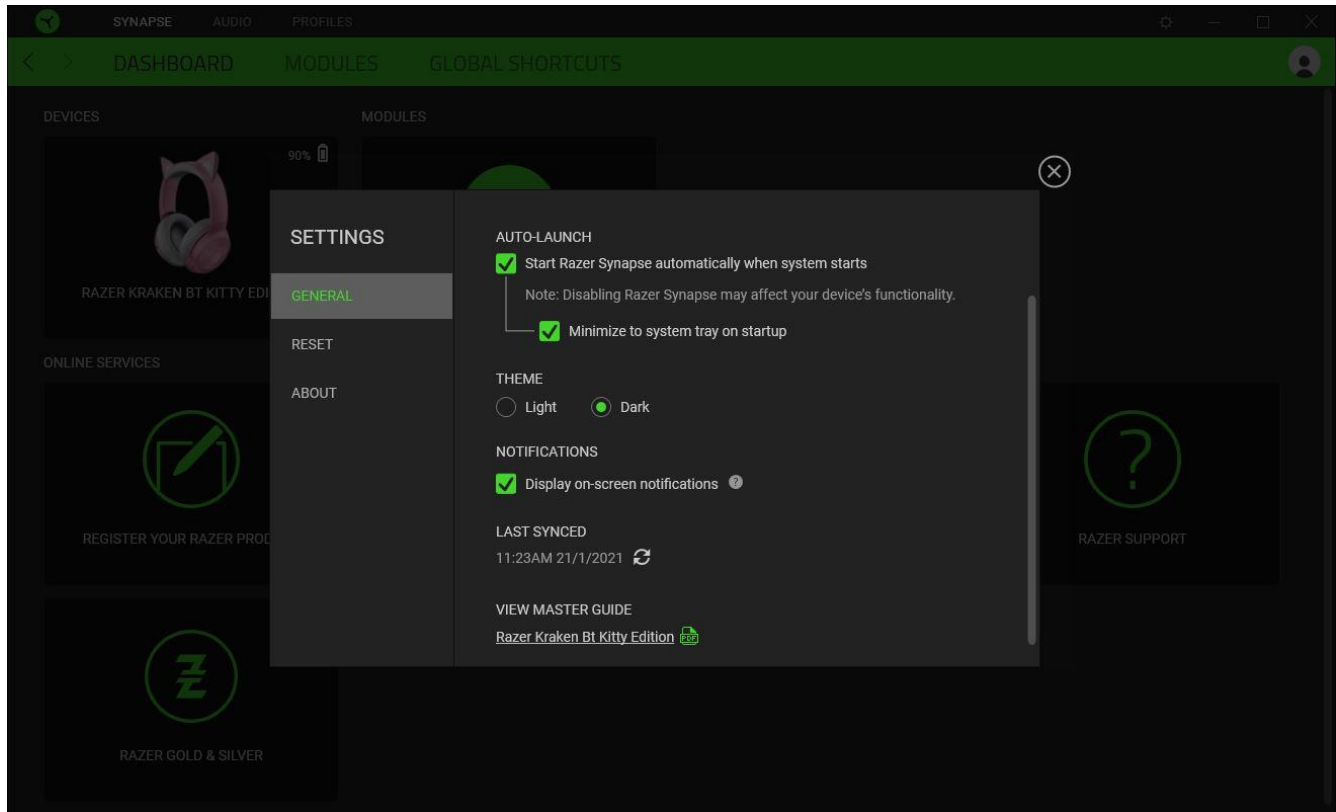 SYNAPSE AUDIO PROFILES
DASHBOARD MODULES GLOBAL SHORTCUTS
DEVICES MODULES
90%
RAZER KRAKEN BT KITTY EDI
ONLINE SERVICES
REGISTER YOUR RAZER PROD
RAZER GOLD & SILVER
SETTINGS
GENERAL
RESET
ABOUT
AUTO-LAUNCH
Start Razer Synapse automatically when system starts
Note: Disabling Razer Synapse may affect your device's functionality.
Minimize to system tray on startup
THEME
Light Dark
NOTIFICATIONS
Display on-screen notifications ?
LAST SYNCED
11:23AM 21/1/2021
VIEW MASTER GUIDE
Razer Kraken Bt Kitty Edition PDF
?
RAZER SUPPORT